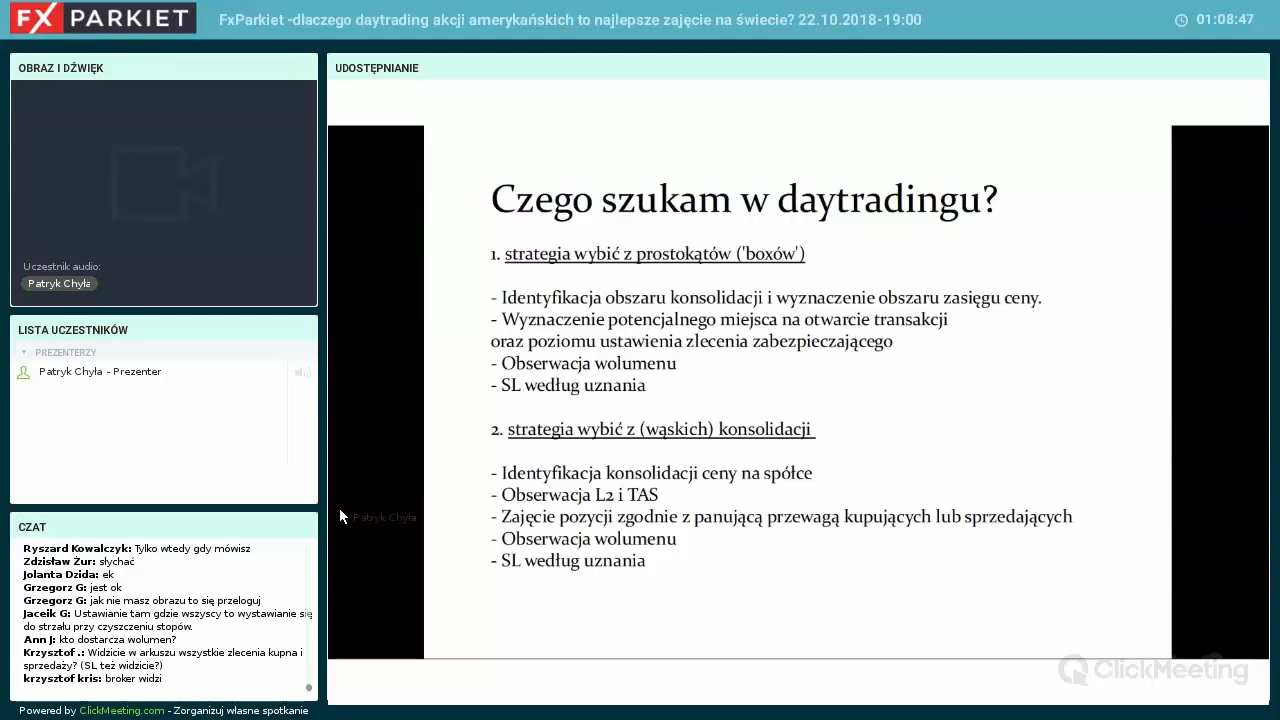 FX PARKIET
FxParkiet -dlaczego daytrading akcji amerykańskich to najlepsze zajęcie na świecie? 22.10.2018-19:00
01:08:47
OBRAZ I DŹWIĘK
Uczestnik audio:
Patryk Chyła
LISTA UCZESTNIKÓW
PREZENTERZY
Patryk Chyła - Prezenter
CZAT
Ryszard Kowalczyk: Tylko wtedy gdy mówisz
Zdzisław Żur: słychać
Jolanta Dzida: ek
Grzegorz G: jest ok
Grzegorz G: jak nie masz obrazu to się przeloguj
Jaceik G: Ustawianie tam gdzie wszyscy to wystawianie się
do strzału przy czyszczeniu stopów.
Ann J: kto dostarcza wolumen?
Krzysztof .: Widzicie w arkuszu wszystkie zlecenia kupna i
sprzedaży? (SL też widzicie?)
krzysztof kris: broker widzi
Powered by ClickMeeting.com - Zorganizuj własne spotkanie
UDOSTĘPNIANIE
Czego szukam w daytradingu?
1. strategia wybić z prostokątów ('boxów')
- Identyfikacja obszaru konsolidacji i wyznaczenie obszaru zasięgu ceny.
- Wyznaczenie potencjalnego miejsca na otwarcie transakcji
oraz poziomu ustawienia zlecenia zabezpieczającego
- Obserwacja wolumenu
- SL według uznania
2. strategia wybić z (wąskich) konsolidacji
- Identyfikacja konsolidacji ceny na spółce
- Obserwacja L2 i TAS
- Zajęcie pozycji zgodnie z panującą przewagą kupujących lub sprzedających
- Obserwacja wolumenu
- SL według uznania
Patryk Chyła
ClickMeeting